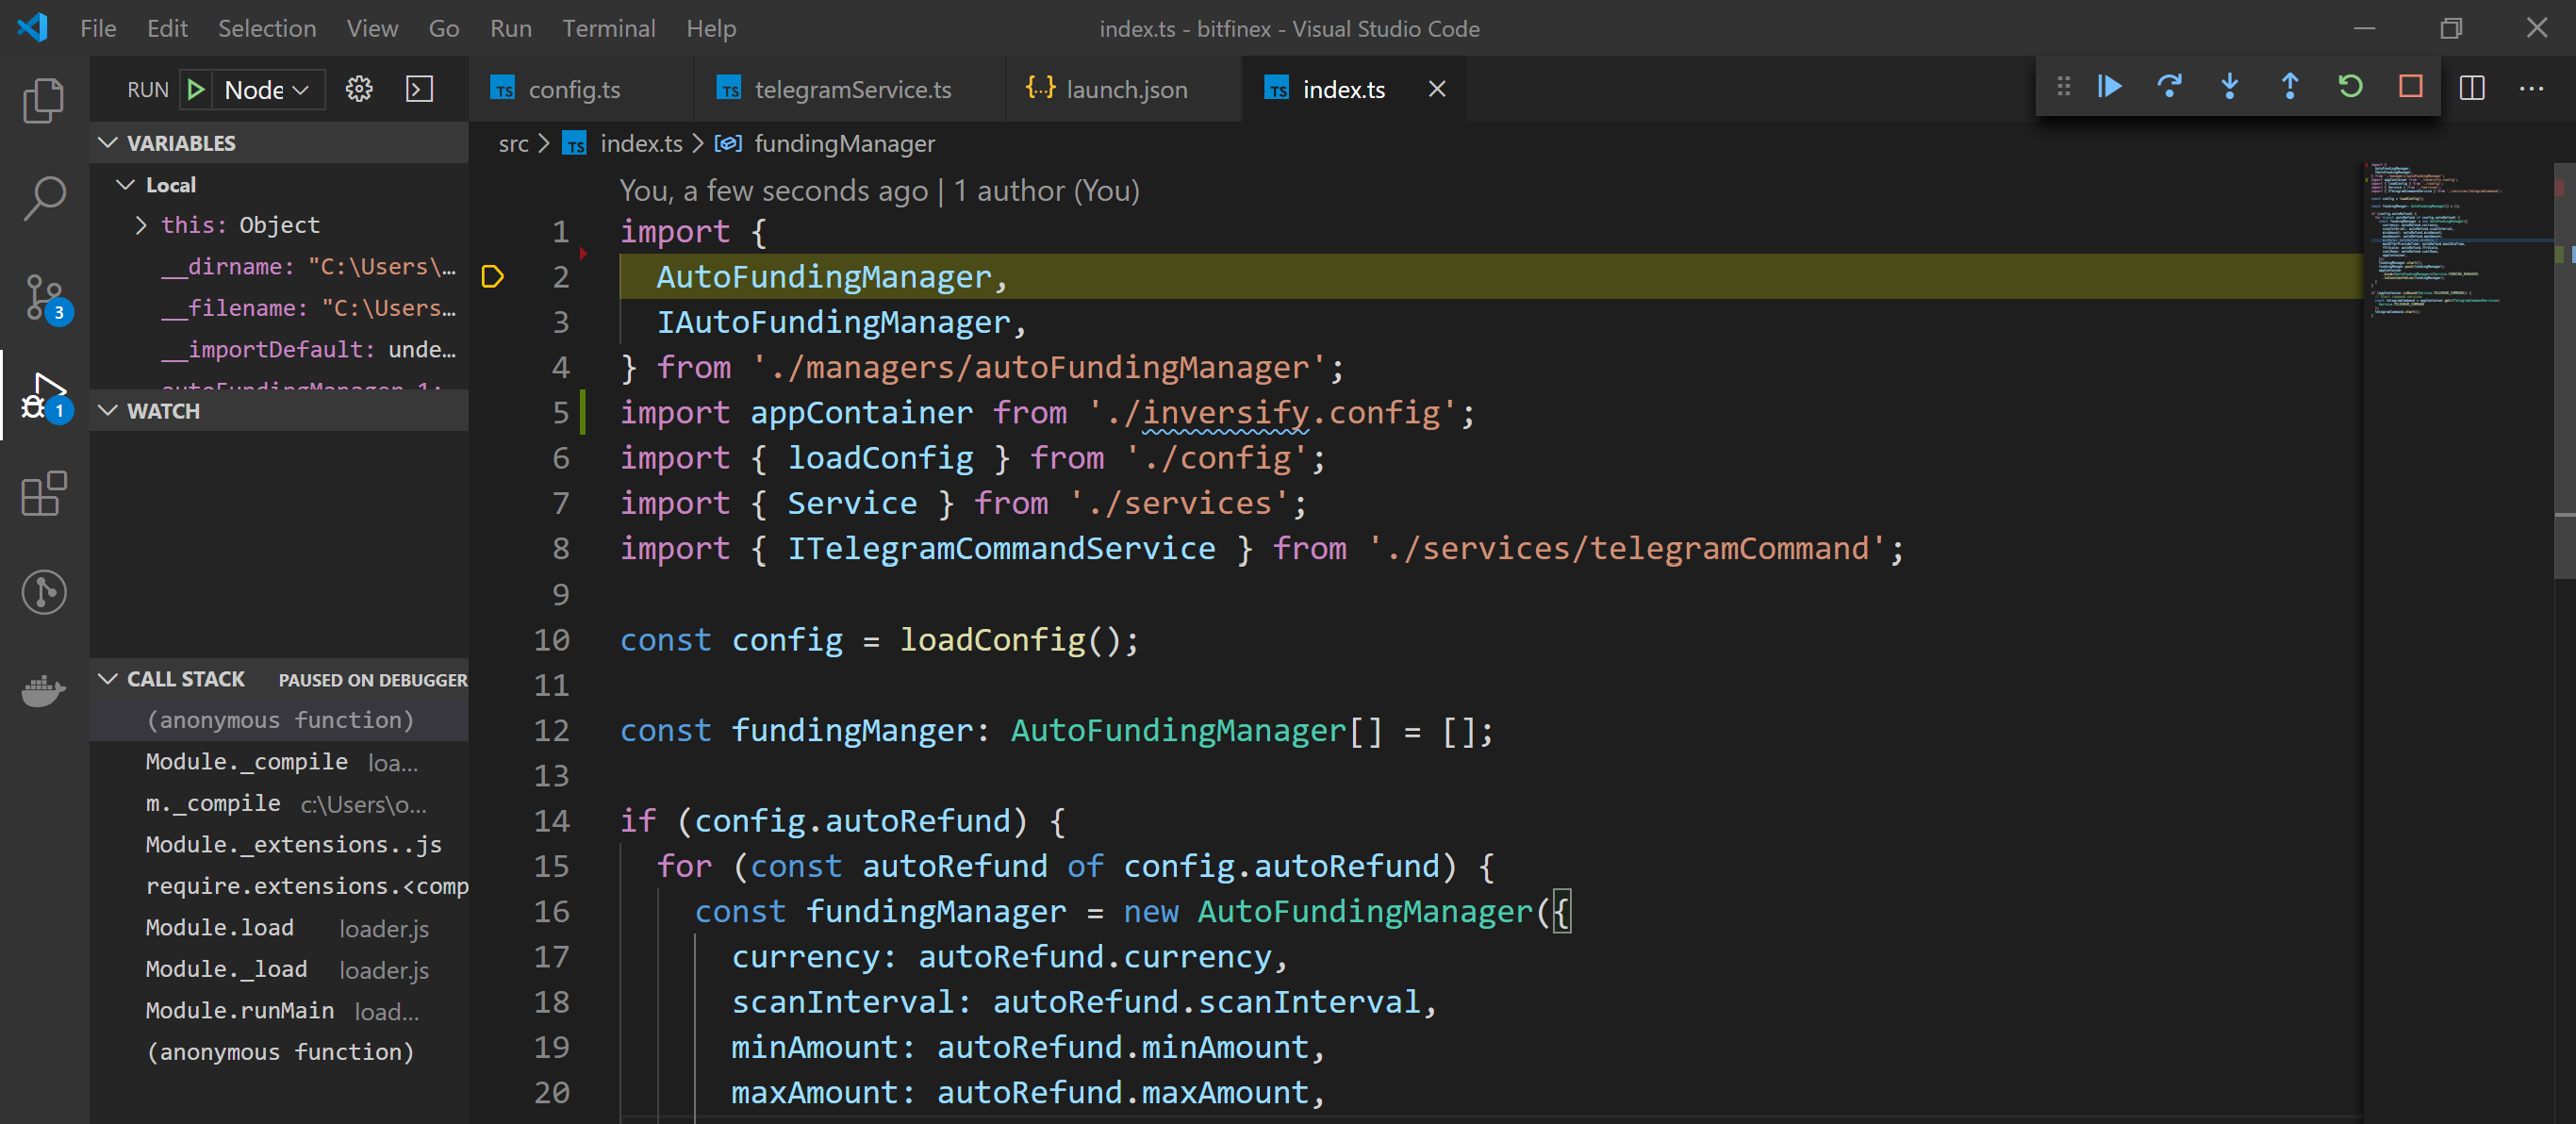 File Edit Selection View Go Run Terminal Help
index.ts - bitfinex - Visual Studio Code
RUN Node
config.ts
telegramService.ts
launch.json
index.ts
VARIABLES
Local
this: Object
__dirname: "C:\Users\…
__filename: "C:\Users…
__importDefault: unde…
WATCH
CALL STACK PAUSED ON DEBUGGER
(anonymous function)
Module._compile loa…
m._compile c:\Users\o…
Module._extensions..js
require.extensions.<comp
Module.load loader.js
Module._load loader.js
Module.runMain load…
(anonymous function)
3
1
src > index.ts > fundingManager
You, a few seconds ago | 1 author (You)
1 import {
2 AutoFundingManager,
3 IAutoFundingManager,
4 } from './managers/autoFundingManager';
5 import appContainer from './inversify.config';
6 import { loadConfig } from './config';
7 import { Service } from './services';
8 import { ITelegramCommandService } from './services/telegramCommand';
9
10 const config = loadConfig();
11
12 const fundingManger: AutoFundingManager[] = [];
13
14 if (config.autoRefund) {
15 for (const autoRefund of config.autoRefund) {
16 const fundingManager = new AutoFundingManager({
17 currency: autoRefund.currency,
18 scanInterval: autoRefund.scanInterval,
19 minAmount: autoRefund.minAmount,
20 maxAmount: autoRefund.maxAmount,